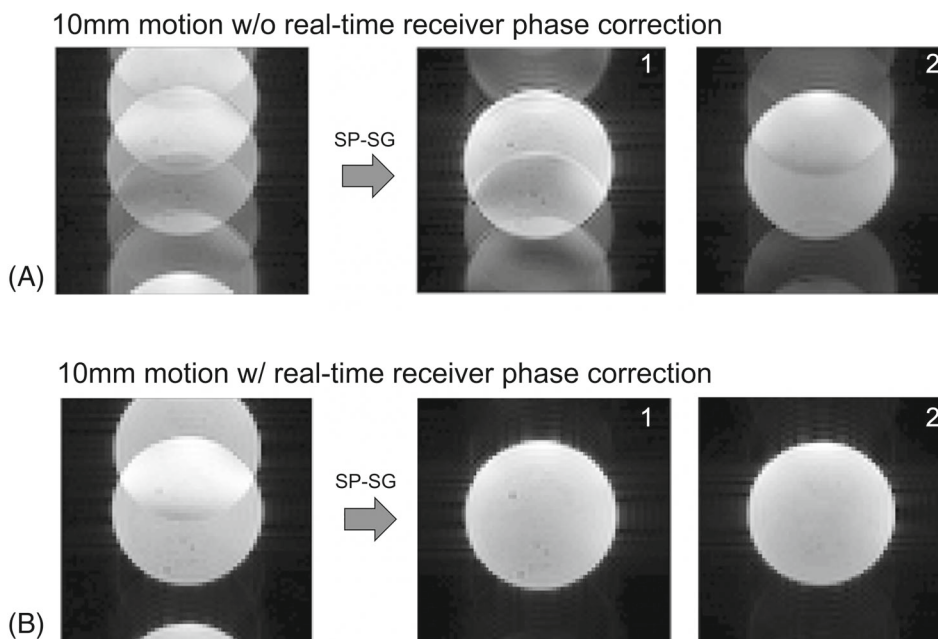 10mm motion w/o real-time receiver phase correction
1
2
SP-SG
(A)
10mm motion w/ real-time receiver phase correction
1
2
SP-SG
(B)